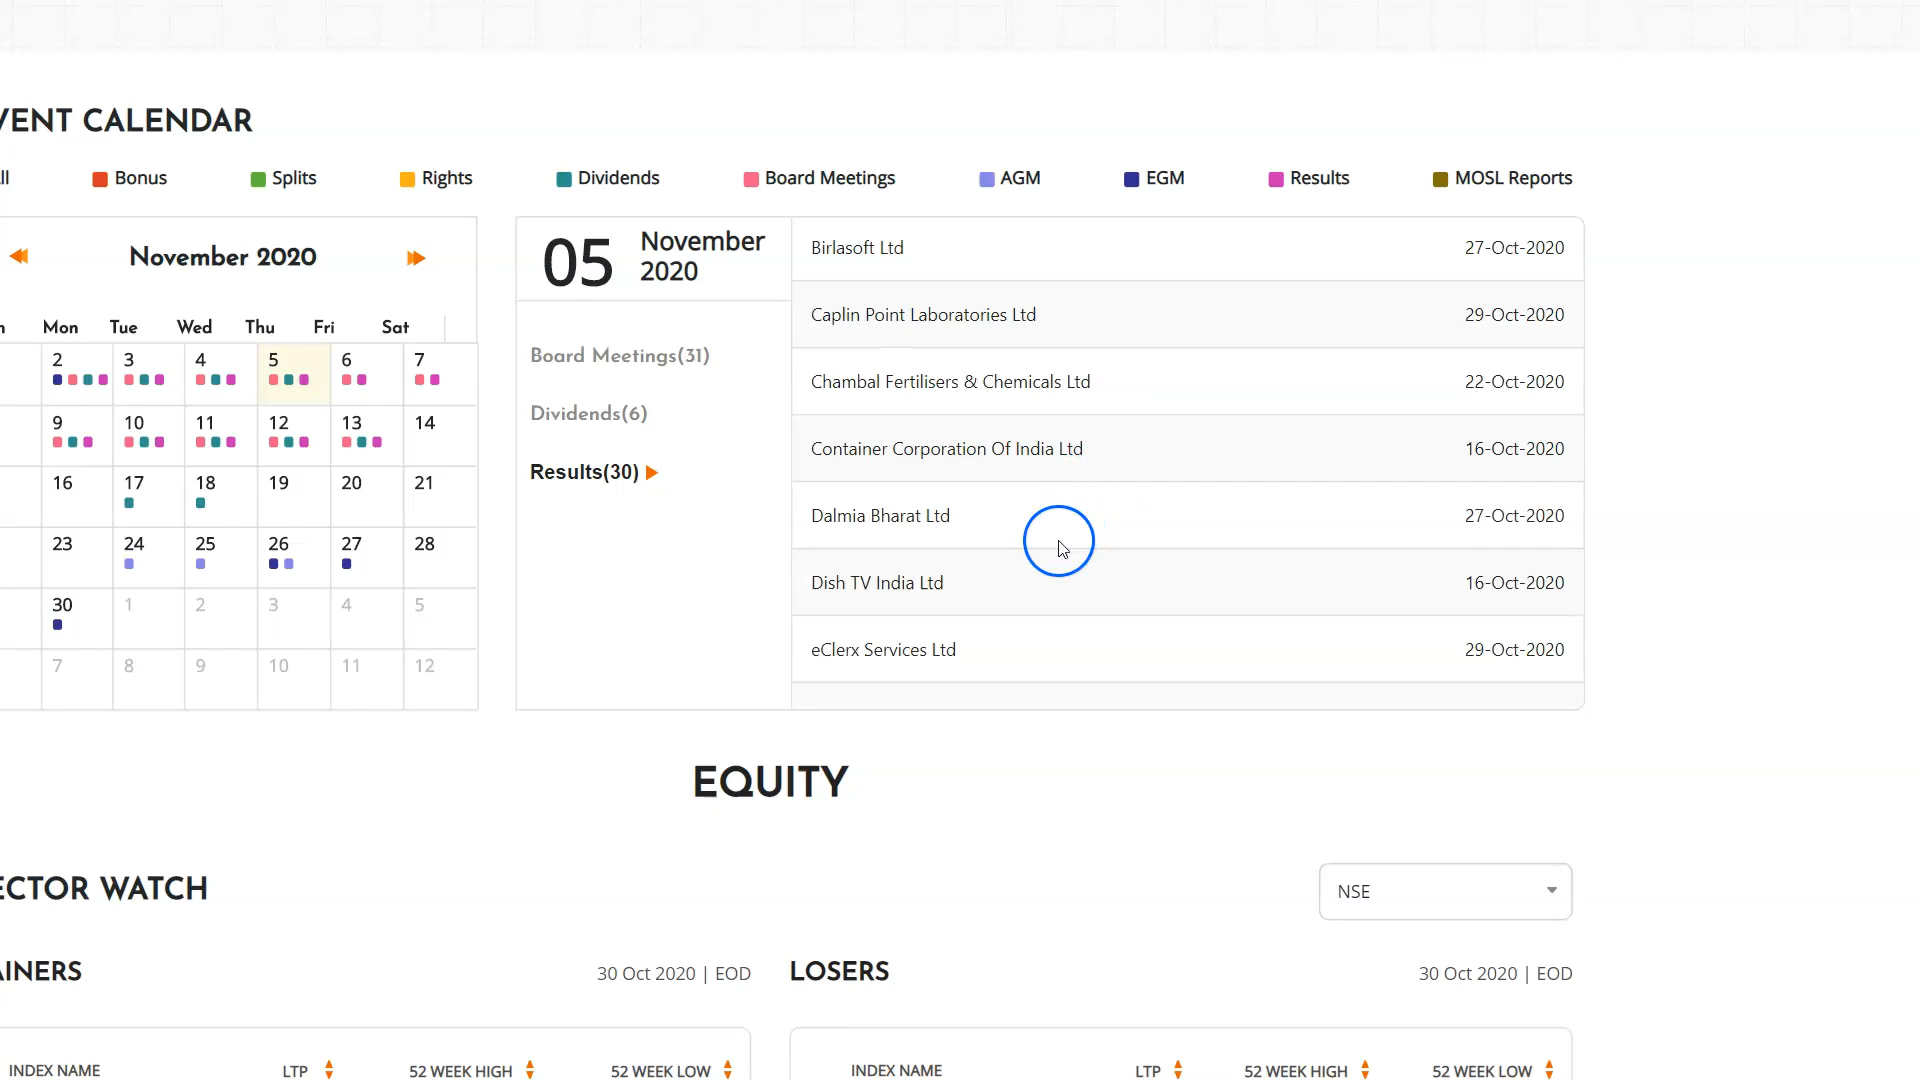 VENT CALENDAR
ll Bonus Splits Rights Dividends Board Meetings AGM EGM Results MOSL Reports
November 2020
n Mon Tue Wed Thu Fri Sat
2 3 4 5 6 7
9 10 11 12 13 14
16 17 18 19 20 21
23 24 25 26 27 28
30 1 2 3 4 5
7 8 9 10 11 12
05 November
2020
Board Meetings(31)
Dividends(6)
Results(30)
Birlasoft Ltd 27-Oct-2020
Caplin Point Laboratories Ltd 29-Oct-2020
Chambal Fertilisers & Chemicals Ltd 22-Oct-2020
Container Corporation Of India Ltd 16-Oct-2020
Dalmia Bharat Ltd 27-Oct-2020
Dish TV India Ltd 16-Oct-2020
eClerx Services Ltd 29-Oct-2020
EQUITY
ECTOR WATCH
NSE
AINERS 30 Oct 2020 | EOD
LOSERS 30 Oct 2020 | EOD
INDEX NAME LTP 52 WEEK HIGH 52 WEEK LOW
INDEX NAME LTP 52 WEEK HIGH 52 WEEK LOW